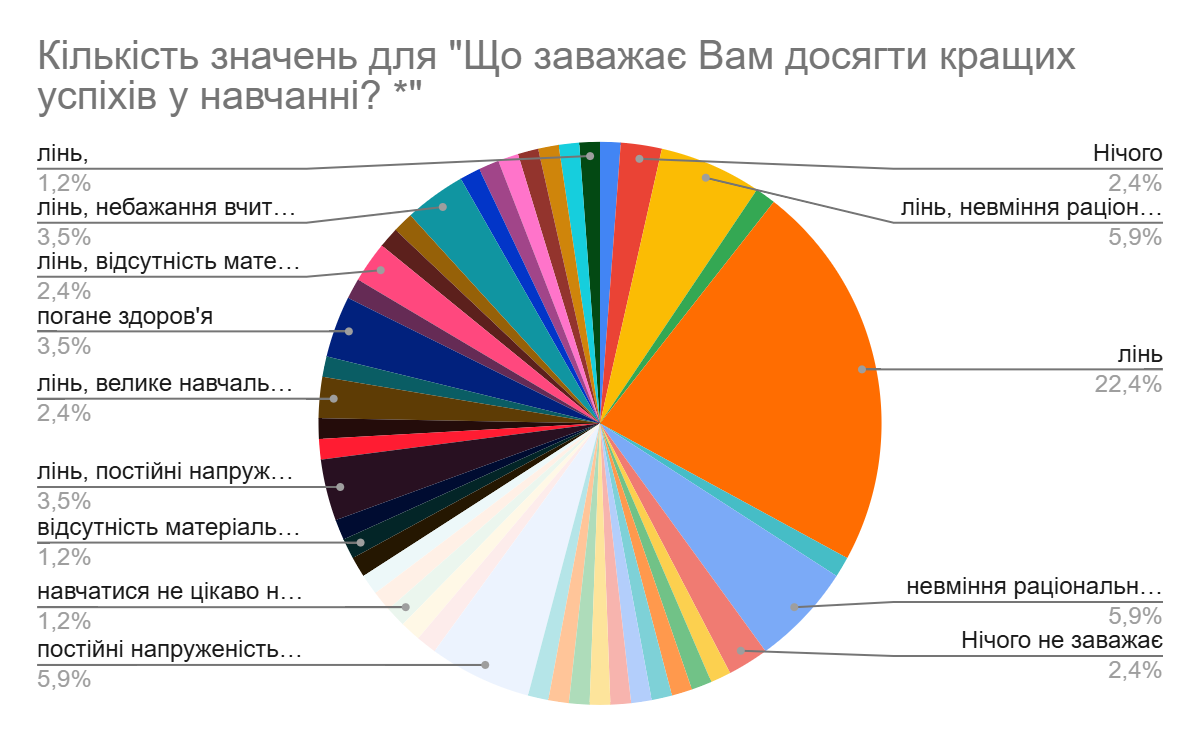 Кількість значень для "Що заважає Вам досягти кращих
успіхів у навчанні? *"
лінь,
1,2%
лінь, небажання вчит…
3,5%
лінь, відсутність мате…
2,4%
погане здоров'я
3,5%
лінь, велике навчаль…
2,4%
лінь, постійні напруж…
3,5%
відсутність матеріаль…
1,2%
навчатися не цікаво н…
1,2%
постійні напруженість…
5,9%
Нічого
2,4%
лінь, невміння раціон…
5,9%
лінь
22,4%
невміння раціональн…
5,9%
Нічого не заважає
2,4%